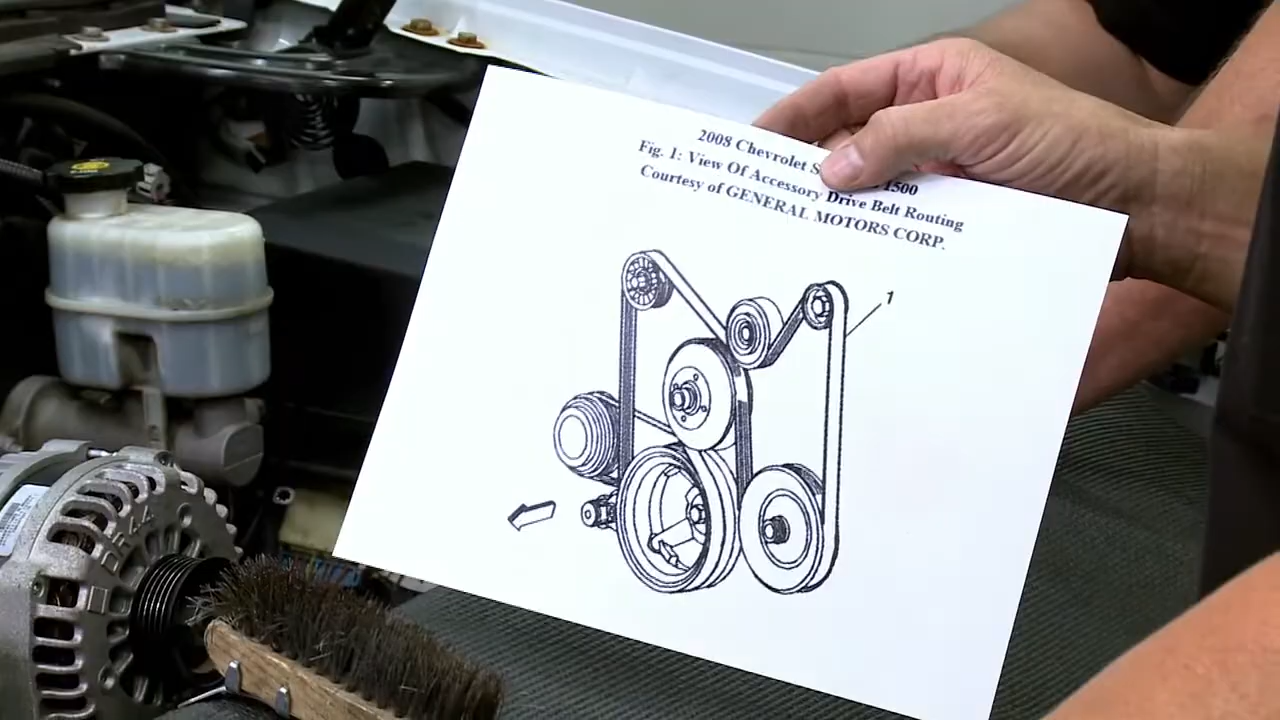 2008 Chevrolet S 1500
Fig. 1: View Of Accessory Drive Belt Routing
Courtesy of GENERAL MOTORS CORP.
1